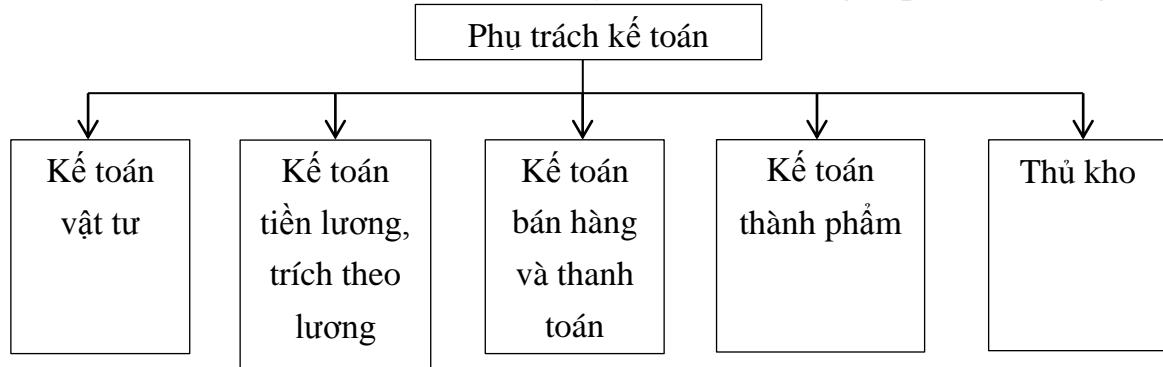 Phụ trách kế toán
Kế toán
vật tư
Kế toán
tiền lương,
trích theo
lương
Kế toán
bán hàng
và thanh
toán
Kế toán
thành phẩm
Thủ kho